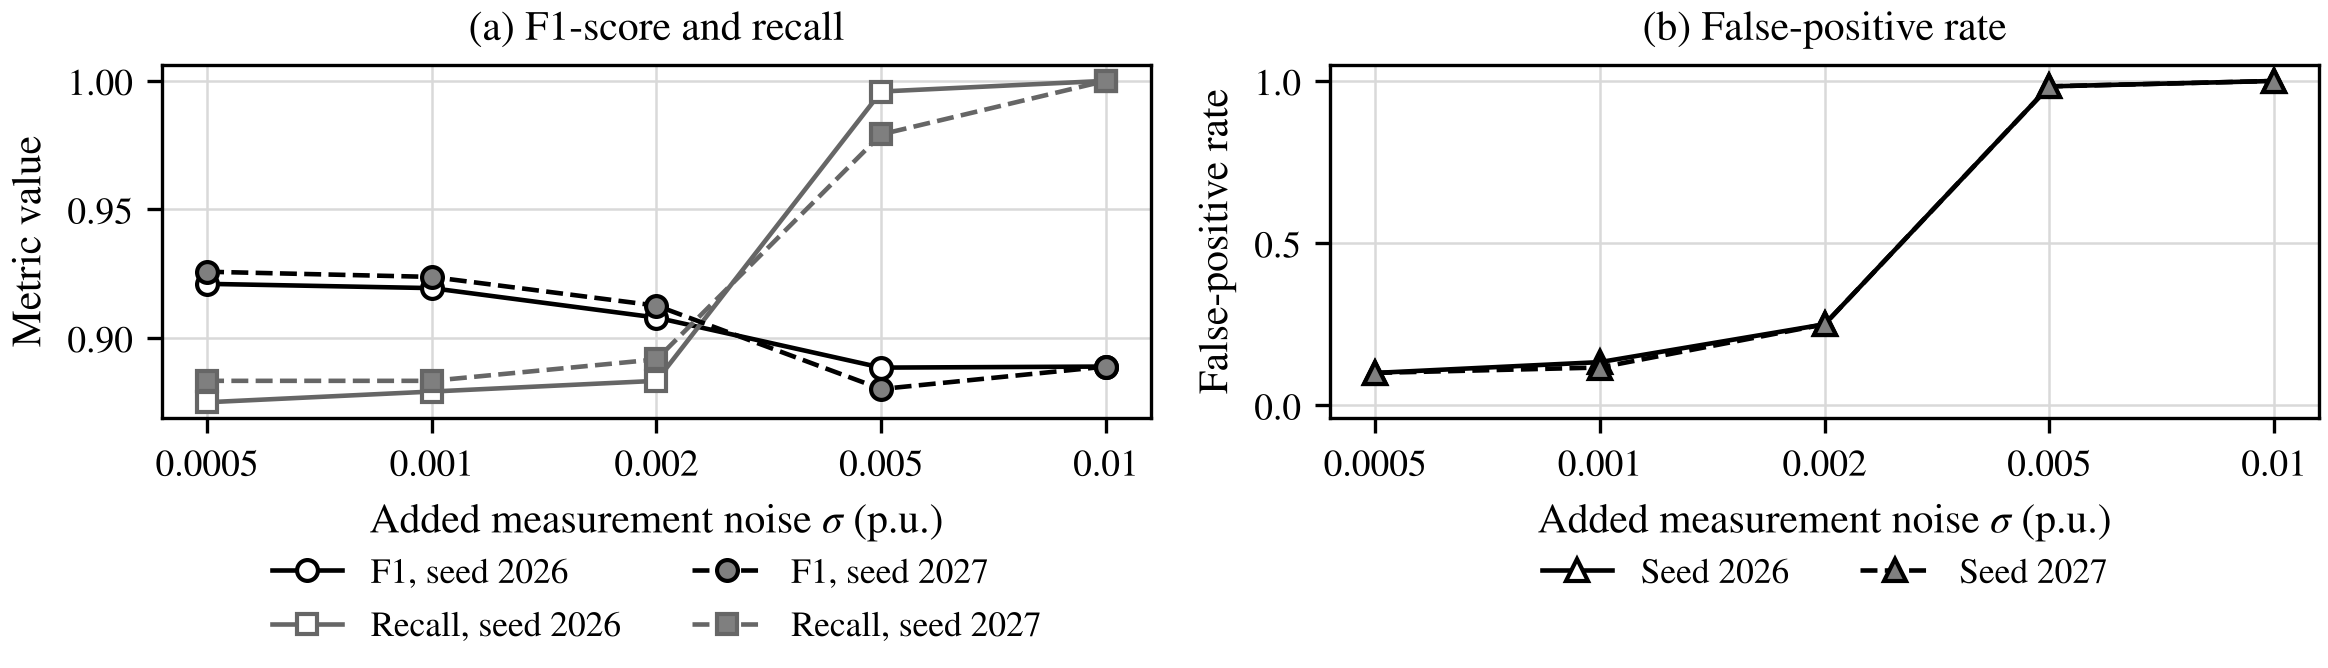 (a) F1-score and recall
Metric value
1.00
0.95
0.90
0.0005 0.001 0.002 0.005 0.01
Added measurement noise σ (p.u.)
F1, seed 2026
F1, seed 2027
Recall, seed 2026
Recall, seed 2027
(b) False-positive rate
False-positive rate
1.0
0.5
0.0
0.0005 0.001 0.002 0.005 0.01
Added measurement noise σ (p.u.)
Seed 2026
Seed 2027